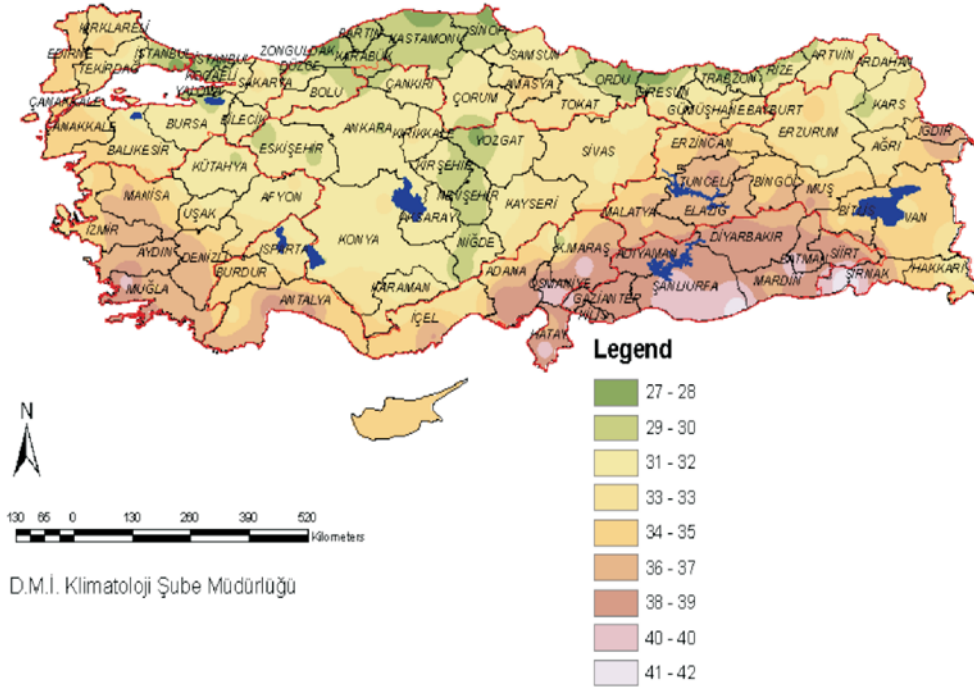 KIRKLARELİ
EDİRNE
TEKİRDAĞ
İSTANBUL
İSTANBUL
KOCAELİ
YALOVA
SAKARYA
DÜZCE
ZONGULDAK
BARTIN
KARABÜK
KASTAMONU
SİNOP
SAMSUN
ORDU
GİRESUN
TRABZON
RİZE
ARTVİN
ARDAHAN
ÇANAKKALE
ÇANAKKALE
BALIKESİR
BURSA
BİLECİK
BOLU
ÇANKIRI
ÇORUM
AMASYA
TOKAT
GÜMÜŞHANE
BAYBURT
KARS
IGDIR
KÜTAHYA
ESKİŞEHİR
ANKARA
KIRIKKALE
YOZGAT
SİVAS
ERZİNCAN
ERZURUM
AĞRI
MANİSA
UŞAK
AFYON
KIRŞEHİR
NEVŞEHİR
KAYSERİ
MALATYA
TUNCELİ
ELAZIG
BİNGÖL
MUŞ
BİTLİS
VAN
İZMİR
AYDIN
DENİZLİ
ISPARTA
BURDUR
KONYA
AKSARAY
NİĞDE
K.MARAŞ
ADIYAMAN
DİYARBAKIR
BATMAN
SİİRT
ŞIRNAK
HAKKARİ
MUĞLA
ANTALYA
KARAMAN
İÇEL
ADANA
OSMANİYE
GAZİANTEP
KİLİS
ŞANLIURFA
MARDİN
HATAY
Legend
27 - 28
29 - 30
31 - 32
33 - 33
34 - 35
36 - 37
38 - 39
40 - 40
41 - 42
N
130 65 0 130 260 390 520
Kilometers
D.M.İ. Klimatoloji Şube Müdürlüğü